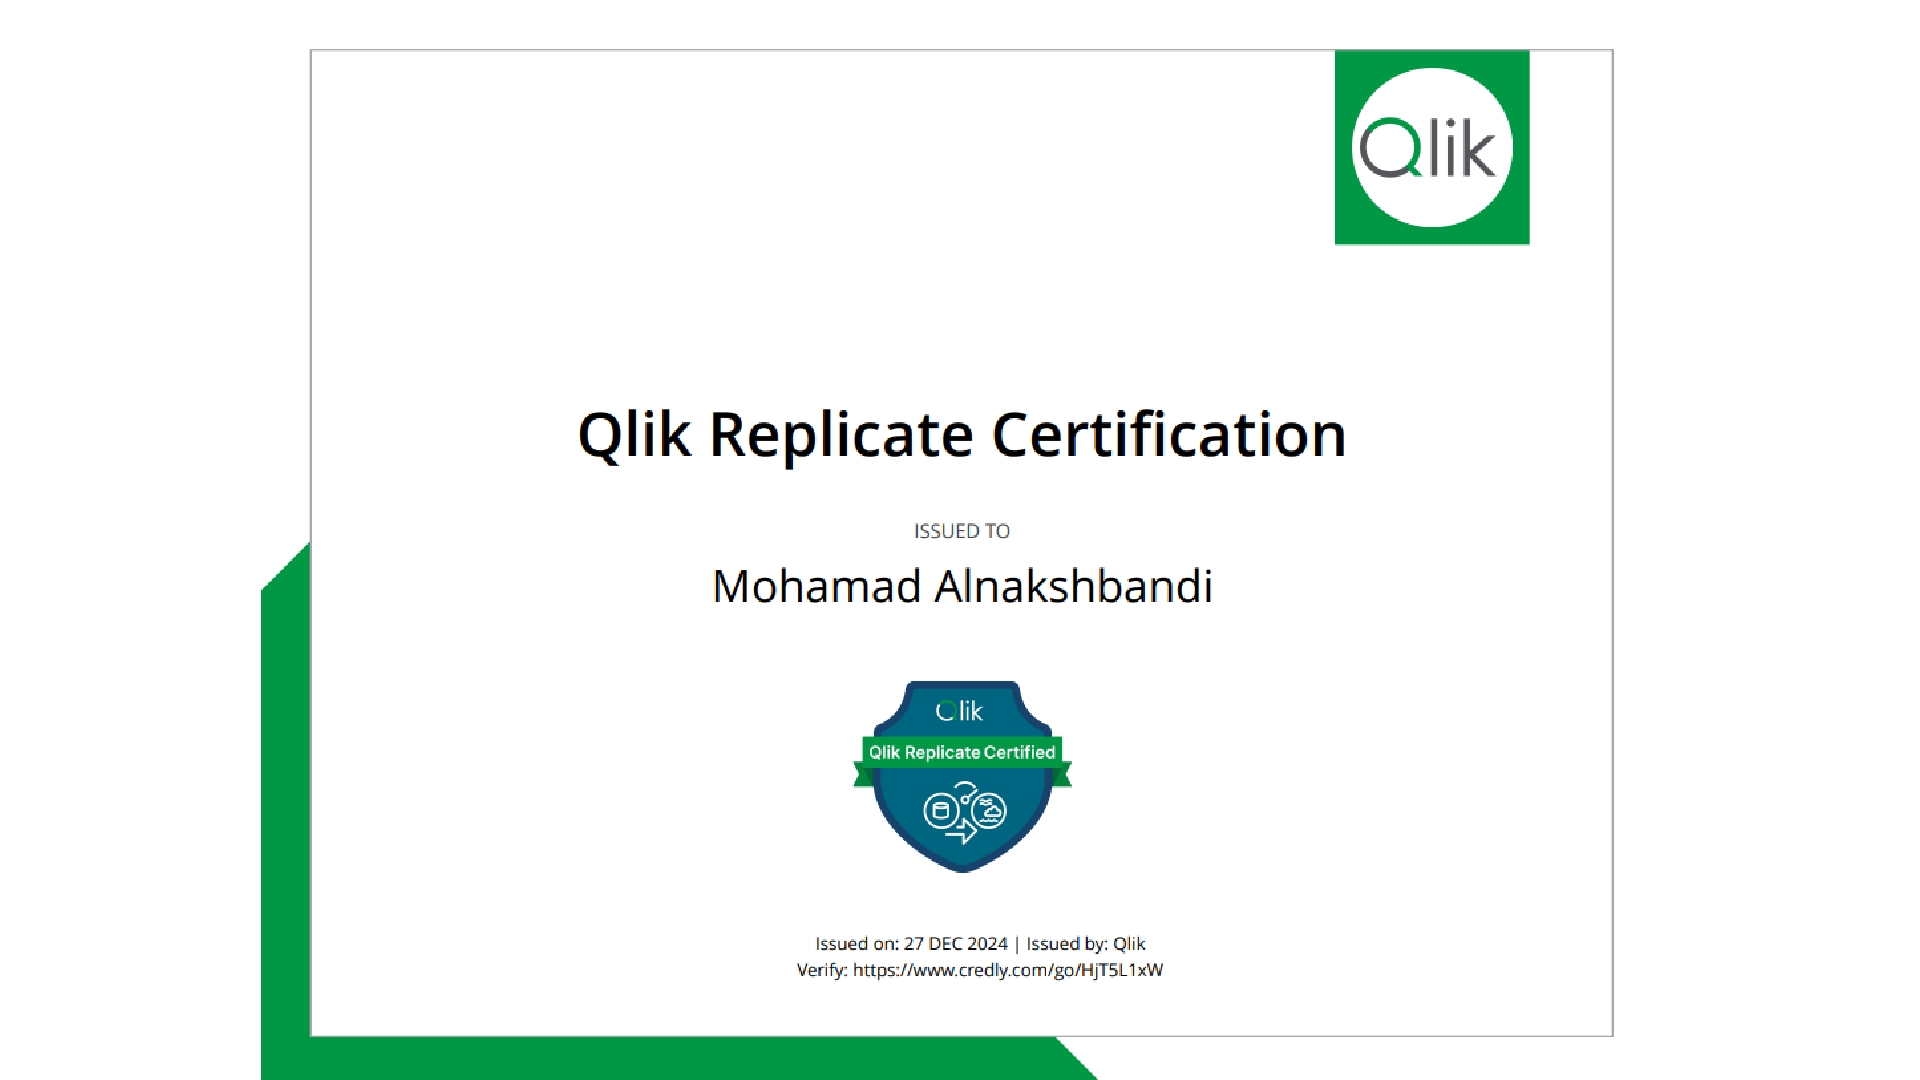 Qlik
Qlik Replicate Certification
ISSUED TO
Mohamad Alnakshbandi
Qlik
Qlik Replicate Certified
Issued on: 27 DEC 2024 | Issued by: Qlik
Verify: https://www.credly.com/go/HjT5L1xW